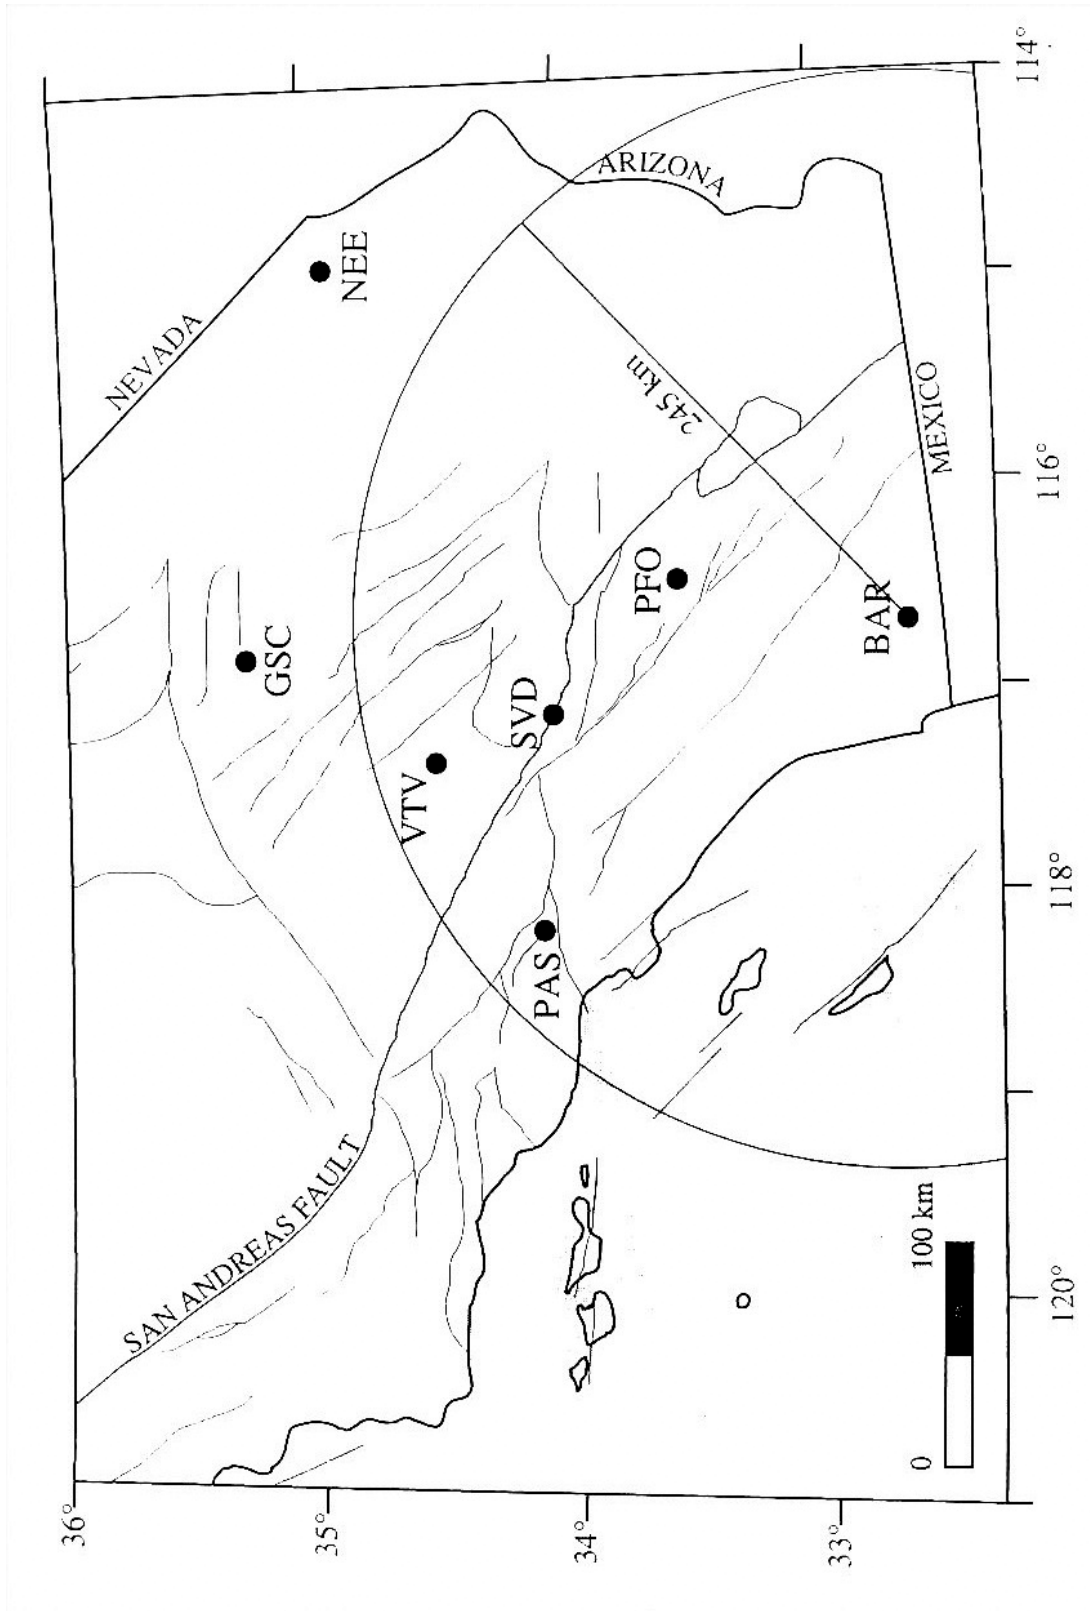 NEVADA
ARIZONA
MEXICO
SAN ANDREAS FAULT
NEE
GSC
VTV
SVD
PFO
BAR
PAS
245 km
0
100 km
36°
35°
34°
33°
120°
118°
116°
114°